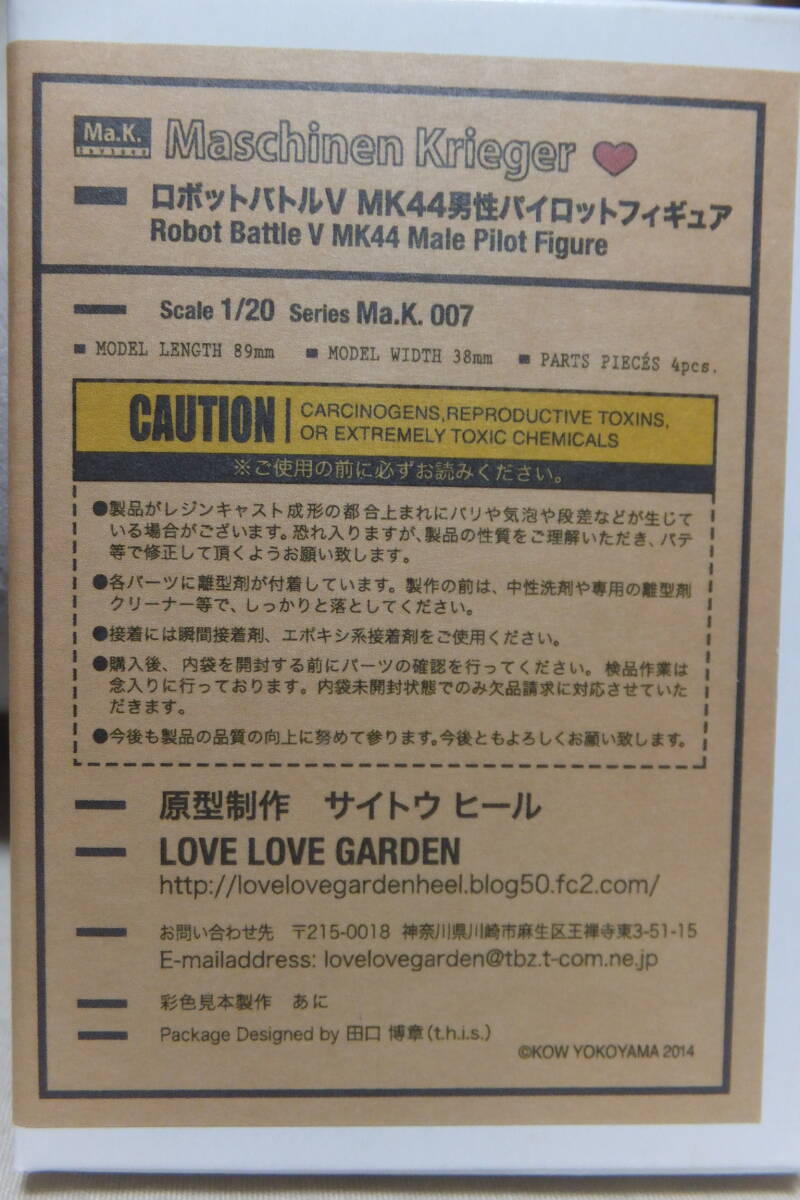 Ma.K. Maschinen Krieger
ロボットバトルV MK44男性パイロットフィギュア
Robot Battle V MK44 Male Pilot Figure
Scale 1/20 Series Ma.K. 007
MODEL LENGTH 89mm MODEL WIDTH 38mm PARTS PIECÉS 4pcs.
CAUTION
CARCINOGENS,REPRODUCTIVE TOXINS,
OR EXTREMELY TOXIC CHEMICALS
※ご使用の前に必ずお読みください。
●製品がレジンキャスト成形の都合上まれにバリや気泡や段差などが生じて
いる場合がございます。恐れ入りますが、製品の性質をご理解いただき、パテ
等で修正して頂くようお願い致します。
●各パーツに離型剤が付着しています。製作の前は、中性洗剤や専用の離型剤
クリーナー等で、しっかりと落としてください。
●接着には瞬間接着剤、エポキシ系接着剤をご使用ください。
●購入後、内袋を開封する前にパーツの確認を行ってください。検品作業は
念入りに行っております。内袋未開封状態でのみ欠品請求に対応させていた
だきます。
●今後も製品の品質の向上に努めて参ります。今後ともよろしくお願い致します。
原型制作 サイトウ ヒール
LOVE LOVE GARDEN
http://lovelovegardenheel.blog50.fc2.com/
お問い合わせ先 〒215-0018 神奈川県川崎市麻生区王禅寺東3-51-15
E-mailaddress: lovelovegarden@tbz.t-com.ne.jp
彩色見本製作 あに
Package Designed by 田口 博章(t.h.i.s.)
©KOW YOKOYAMA 2014